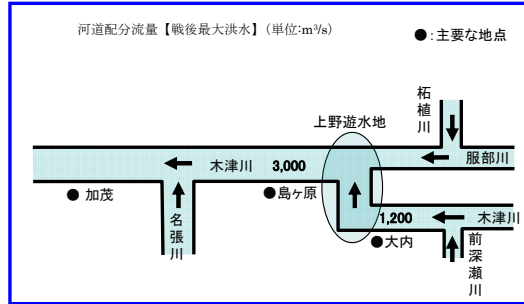 河道配分流量【戦後最大洪水】(単位:m³/s)
●:主要な地点
上野遊水地
柘植川
服部川
木津川
3,000
加茂
島ヶ原
名張川
1,200
木津川
大内
前深瀬川